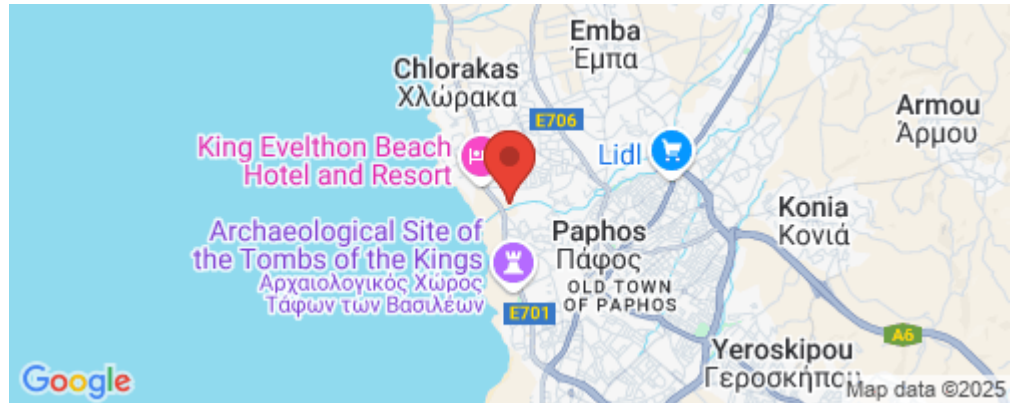 Emba
Έμπα
Chlorakas
Χλώρακα
Armou
Άρμου
E706
King Evelthon Beach
Hotel and Resort
Lidl
Konia
Κονιά
Archaeological Site of
the Tombs of the Kings
Αρχαιολογικός Χώρος
Τάφων των Βασιλέων
Paphos
Πάφος
OLD TOWN
OF PAPHOS
E701
A6
Yeroskipou
Γεροσκήπου
Google
Map data ©2025